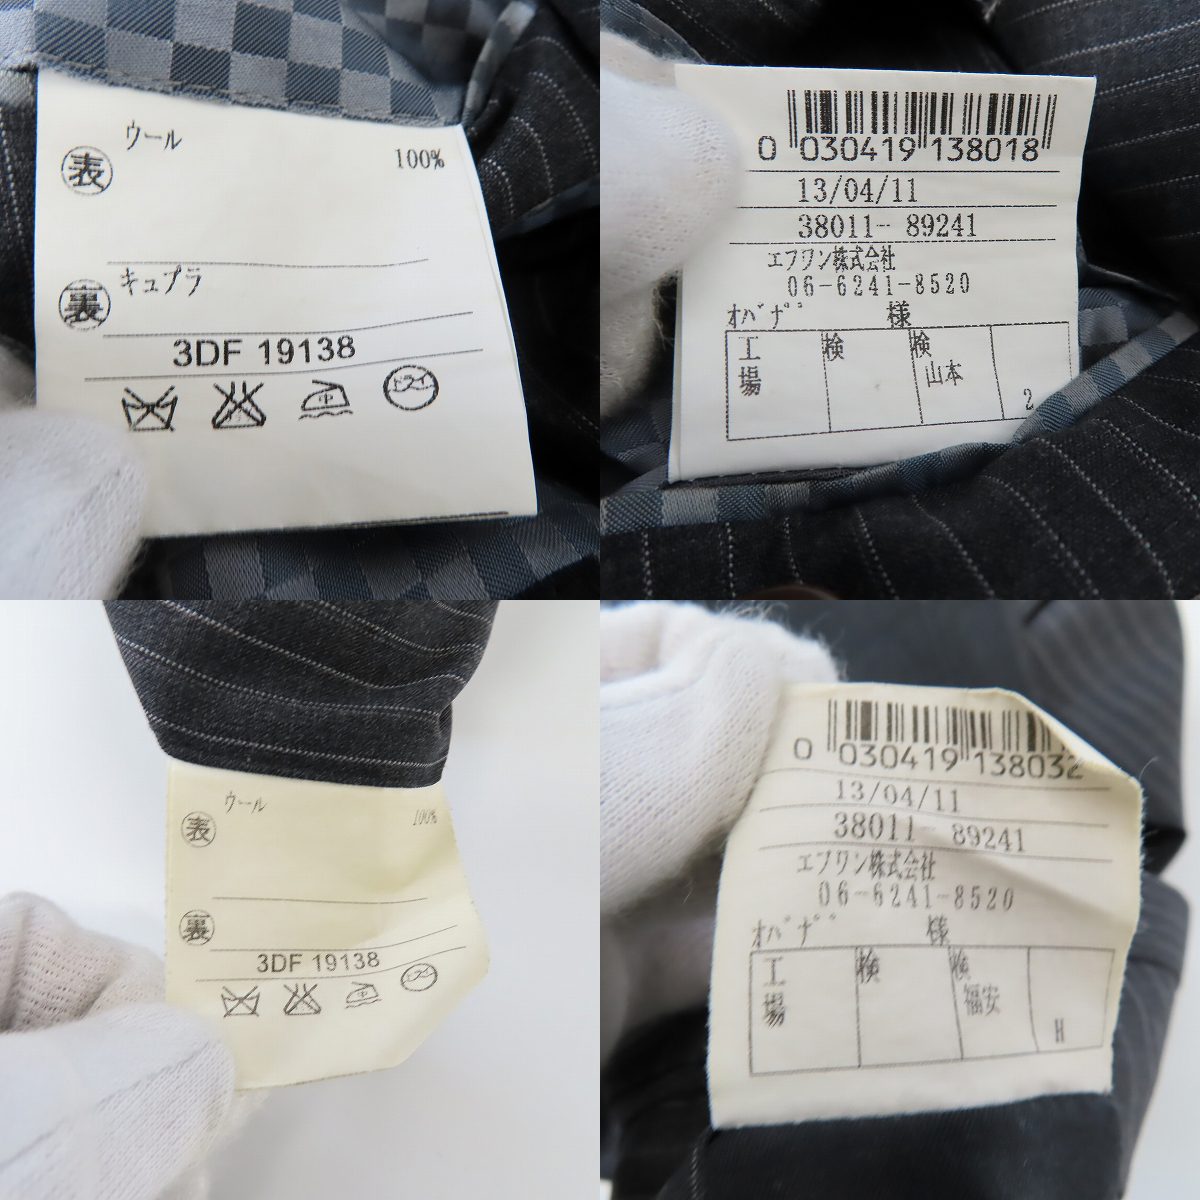 表 ウール 100%
裏 キュプラ
3DF 19138
中 ドライ
0 030419 138018
13/04/11
38011- 89241
エフワン株式会社
06-6241-8520
オバザ 様
工場 検 検 山本 2
表 ウール 100%
裏
3DF 19138
中 ドライ
0 030419 138032
13/04/11
38011- 89241
エフワン株式会社
06-6241-8520
オバザ 様
工場 検 検 福安 H